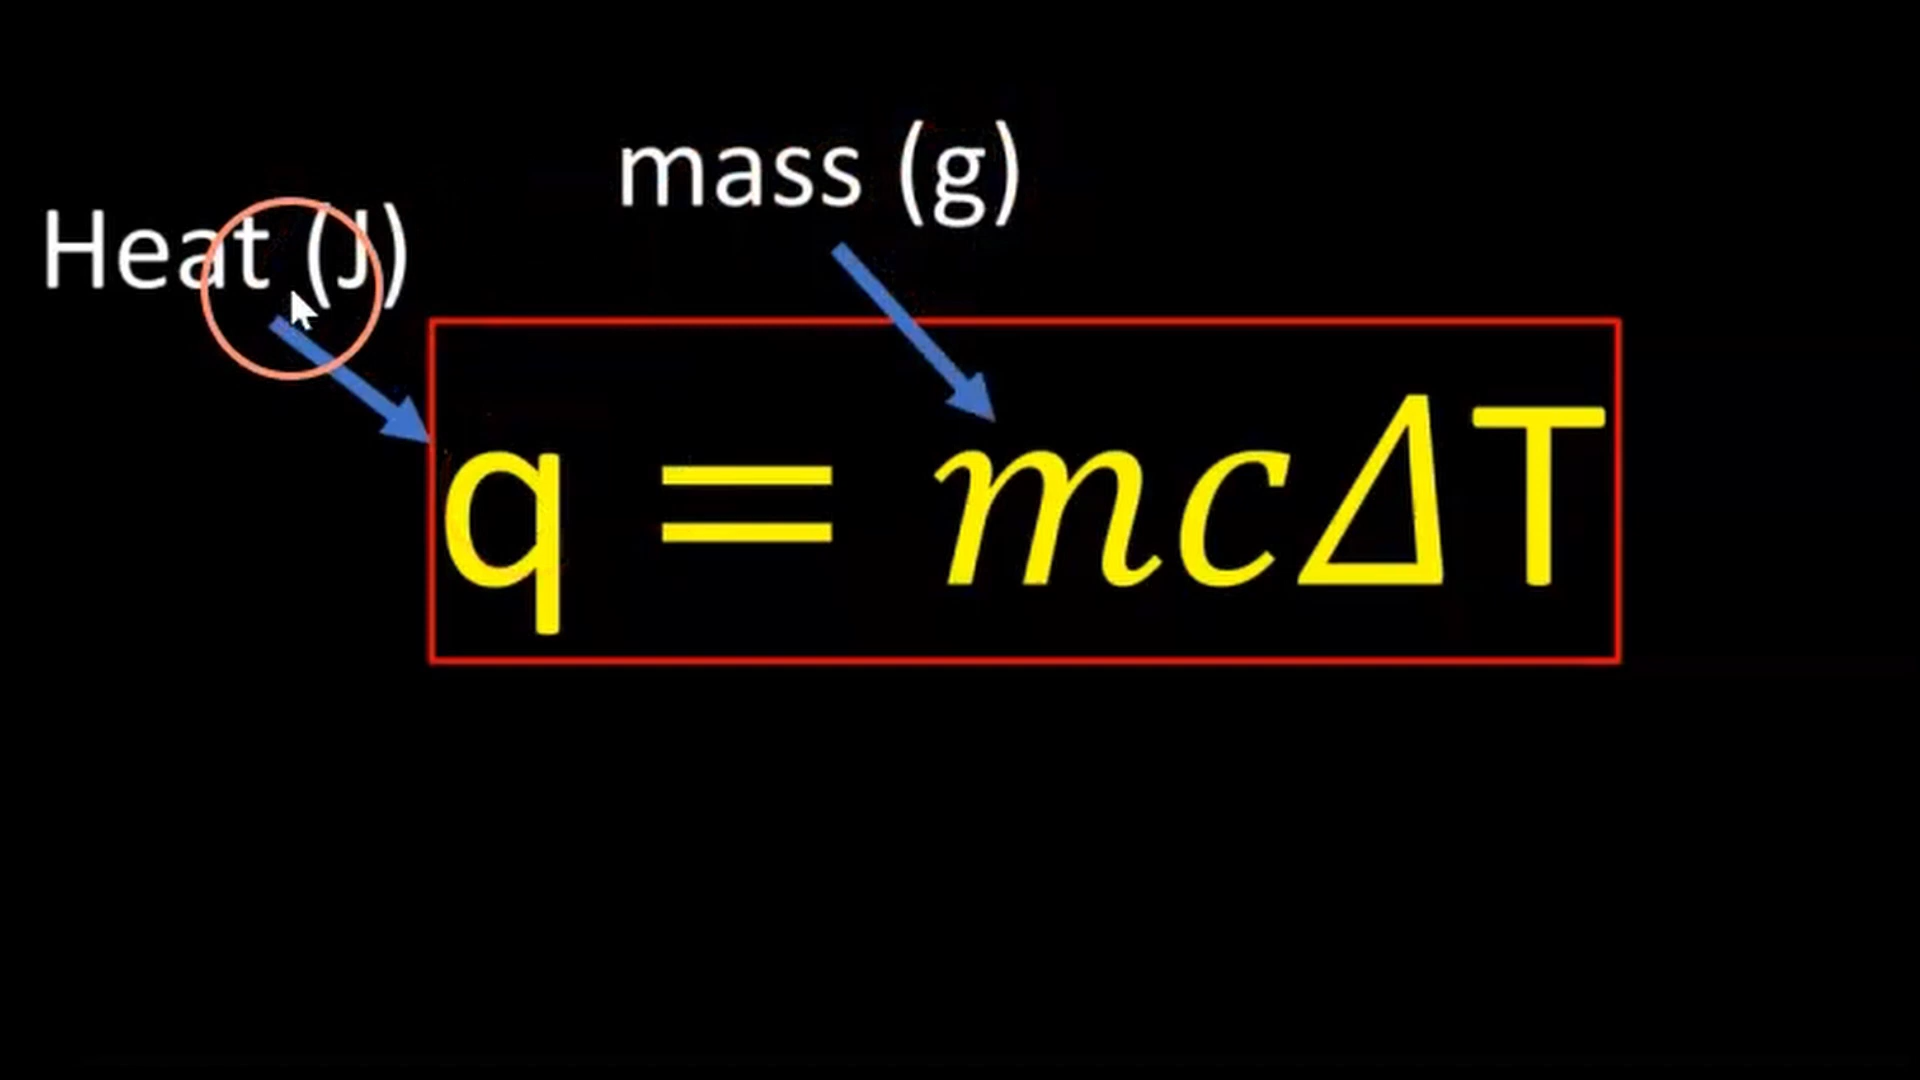 mass (g)
Heat (J)
q = mcΔT